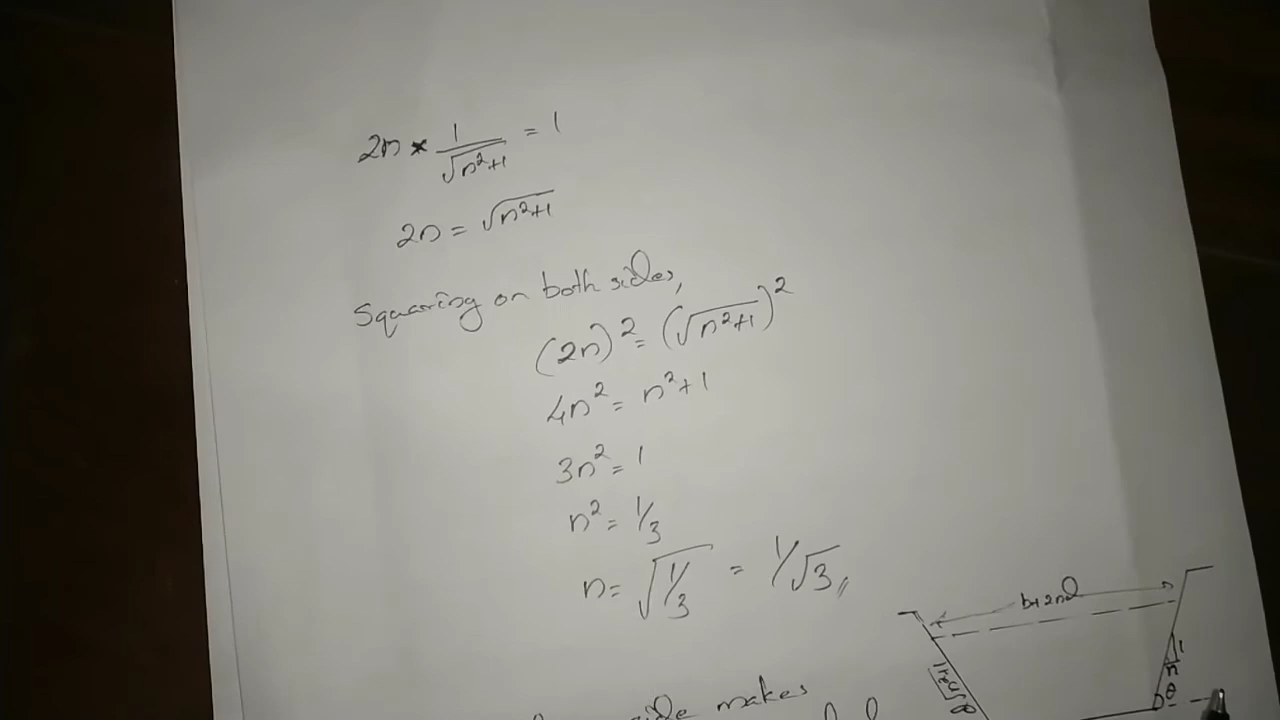 2n × 1/√(n²+1) = 1
2n = √(n²+1)
Squaring on both sides,
(2n)² = (√(n²+1))²
4n² = n²+1
3n² = 1
n² = 1/3
n = √(1/3) = 1/√3 //
b+2nd
1
n
θ
side makes